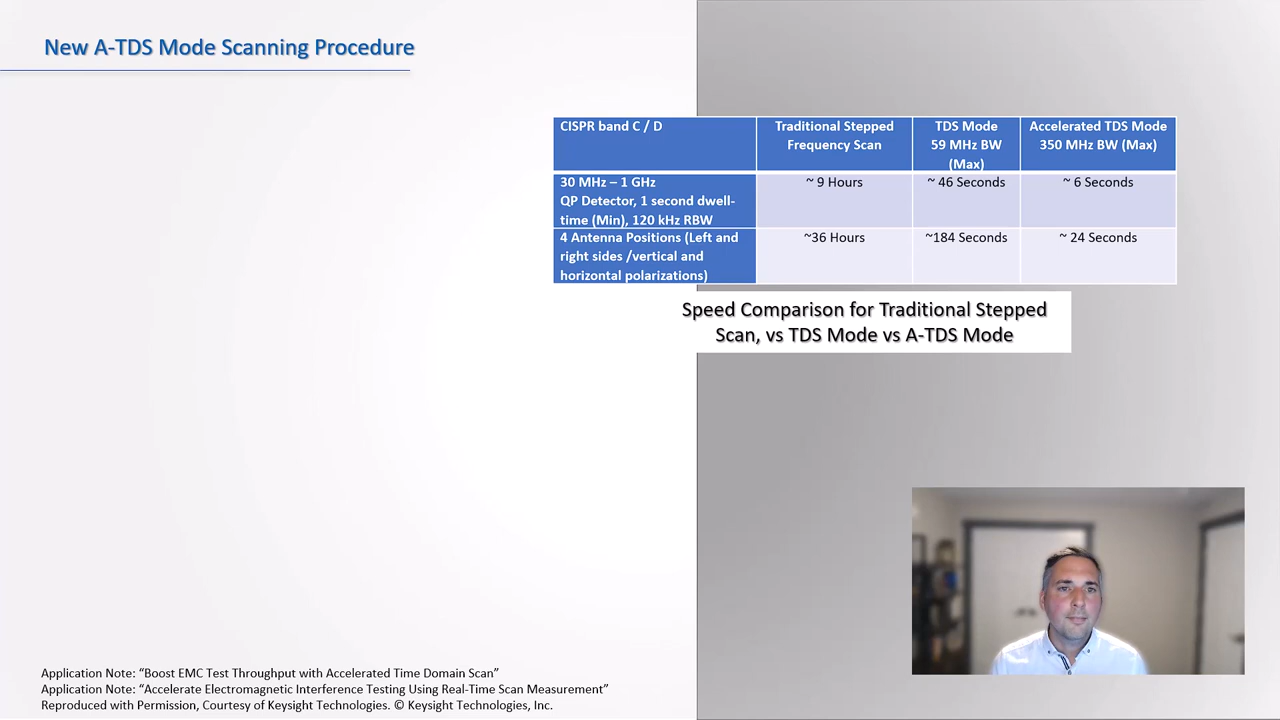 New A-TDS Mode Scanning Procedure
CISPR band C / D
Traditional Stepped
Frequency Scan
TDS Mode
59 MHz BW
(Max)
Accelerated TDS Mode
350 MHz BW (Max)
30 MHz – 1 GHz
QP Detector, 1 second dwell-
time (Min), 120 kHz RBW
~ 9 Hours
~ 46 Seconds
~ 6 Seconds
4 Antenna Positions (Left and
right sides /vertical and
horizontal polarizations)
~36 Hours
~184 Seconds
~ 24 Seconds
Speed Comparison for Traditional Stepped
Scan, vs TDS Mode vs A-TDS Mode
Application Note: “Boost EMC Test Throughput with Accelerated Time Domain Scan”
Application Note: “Accelerate Electromagnetic Interference Testing Using Real-Time Scan Measurement”
Reproduced with Permission, Courtesy of Keysight Technologies. © Keysight Technologies, Inc.